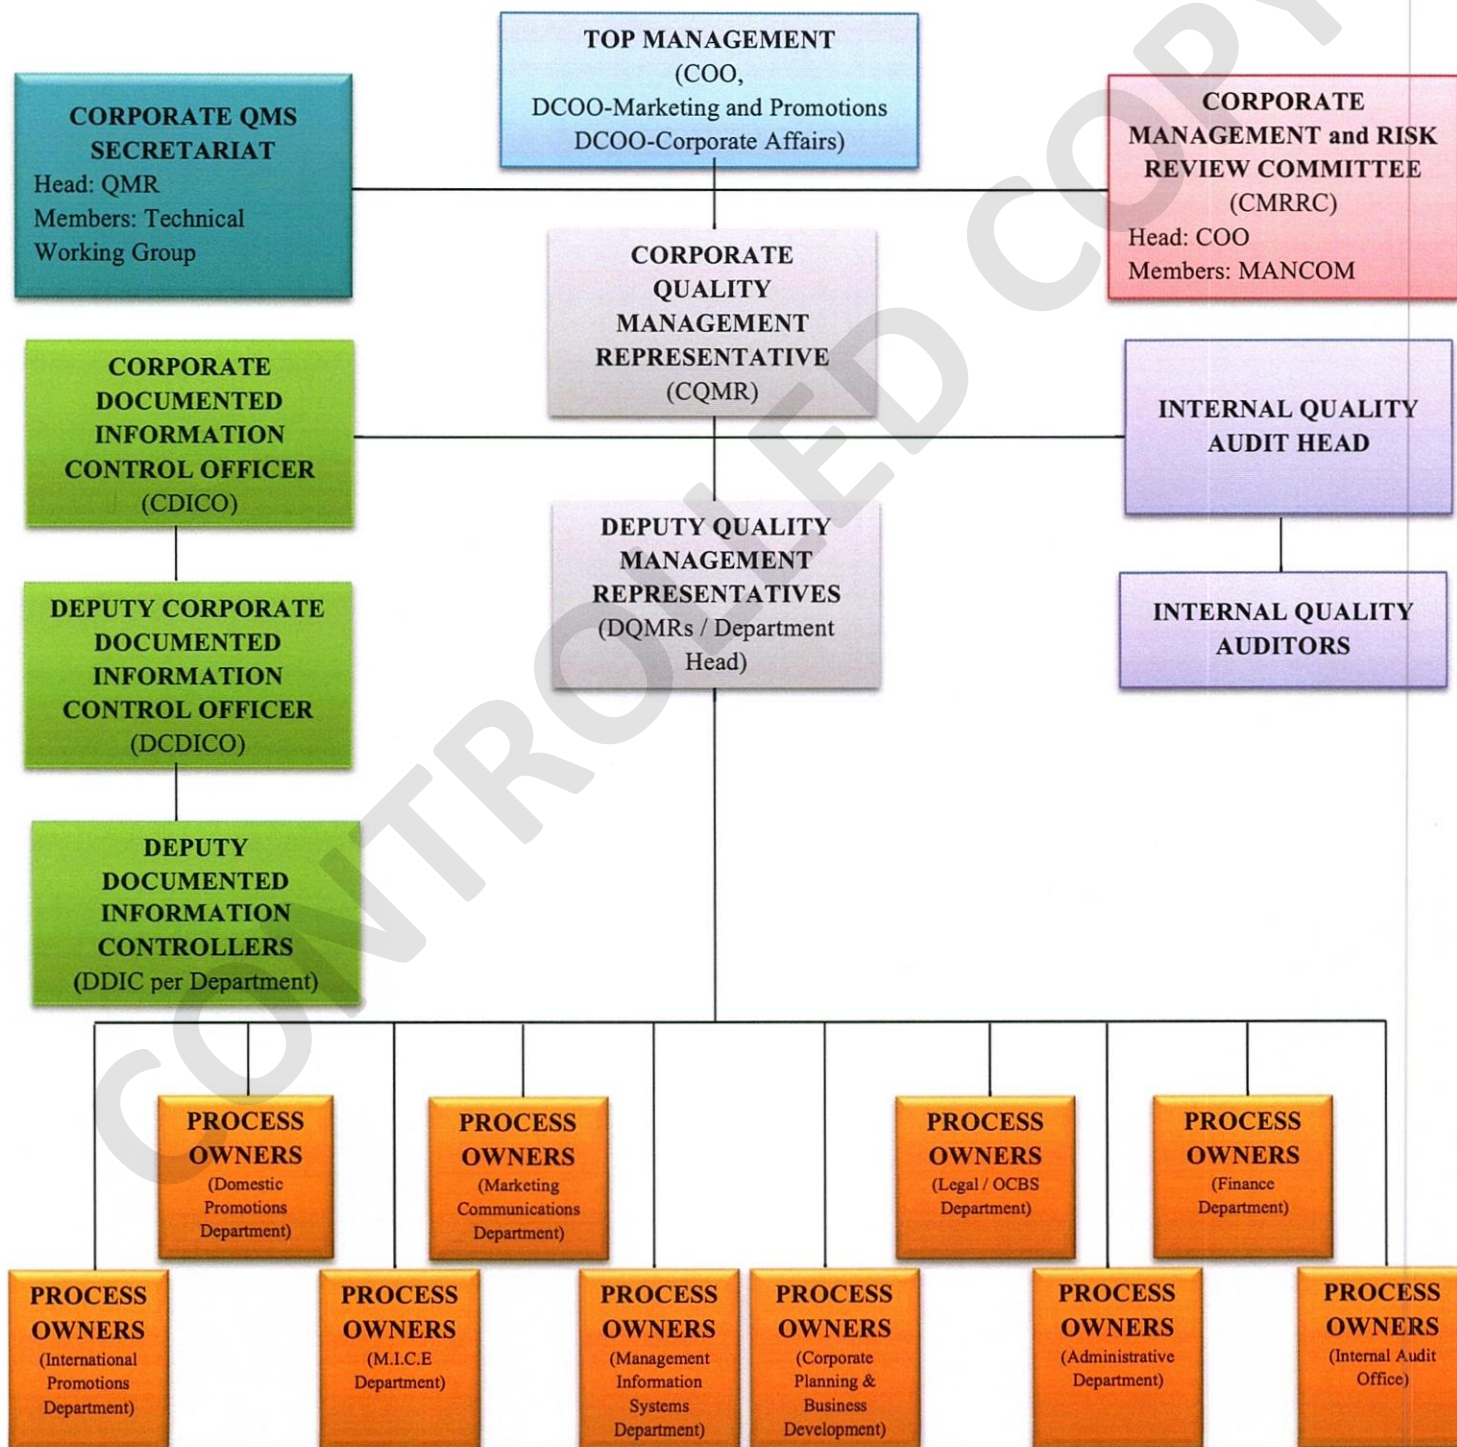 TOP MANAGEMENT
(COO,
DCOO-Marketing and Promotions
DCOO-Corporate Affairs)
CORPORATE QMS
SECRETARIAT
Head: QMR
Members: Technical
Working Group
CORPORATE
MANAGEMENT and RISK
REVIEW COMMITTEE
(CMRRC)
Head: COO
Members: MANCOM
CORPORATE
QUALITY
MANAGEMENT
REPRESENTATIVE
(CQMR)
CORPORATE
DOCUMENTED
INFORMATION
CONTROL OFFICER
(CDICO)
INTERNAL QUALITY
AUDIT HEAD
DEPUTY QUALITY
MANAGEMENT
REPRESENTATIVES
(DQMRs / Department
Head)
INTERNAL QUALITY
AUDITORS
DEPUTY CORPORATE
DOCUMENTED
INFORMATION
CONTROL OFFICER
(DCDICO)
DEPUTY
DOCUMENTED
INFORMATION
CONTROLLERS
(DDIC per Department)
PROCESS
OWNERS
(Domestic
Promotions
Department)
PROCESS
OWNERS
(Marketing
Communications
Department)
PROCESS
OWNERS
(Legal / OCBS
Department)
PROCESS
OWNERS
(Finance
Department)
PROCESS
OWNERS
(International
Promotions
Department)
PROCESS
OWNERS
(M.I.C.E
Department)
PROCESS
OWNERS
(Management
Information
Systems
Department)
PROCESS
OWNERS
(Corporate
Planning &
Business
Development)
PROCESS
OWNERS
(Administrative
Department)
PROCESS
OWNERS
(Internal Audit
Office)
CONTROLLED COPY